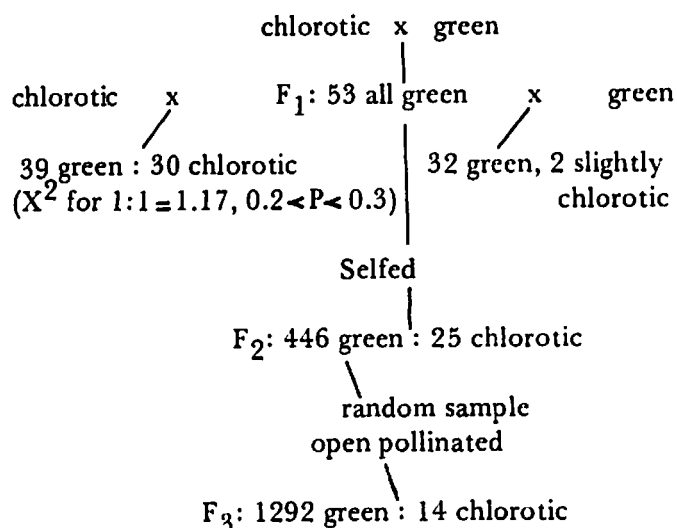 chlorotic x green
chlorotic x F1: 53 all green x green
39 green : 30 chlorotic 32 green, 2 slightly
(X2 for 1:1=1.17, 0.2<P<0.3) chlorotic
Selfed
F2: 446 green : 25 chlorotic
random sample
open pollinated
F3: 1292 green : 14 chlorotic